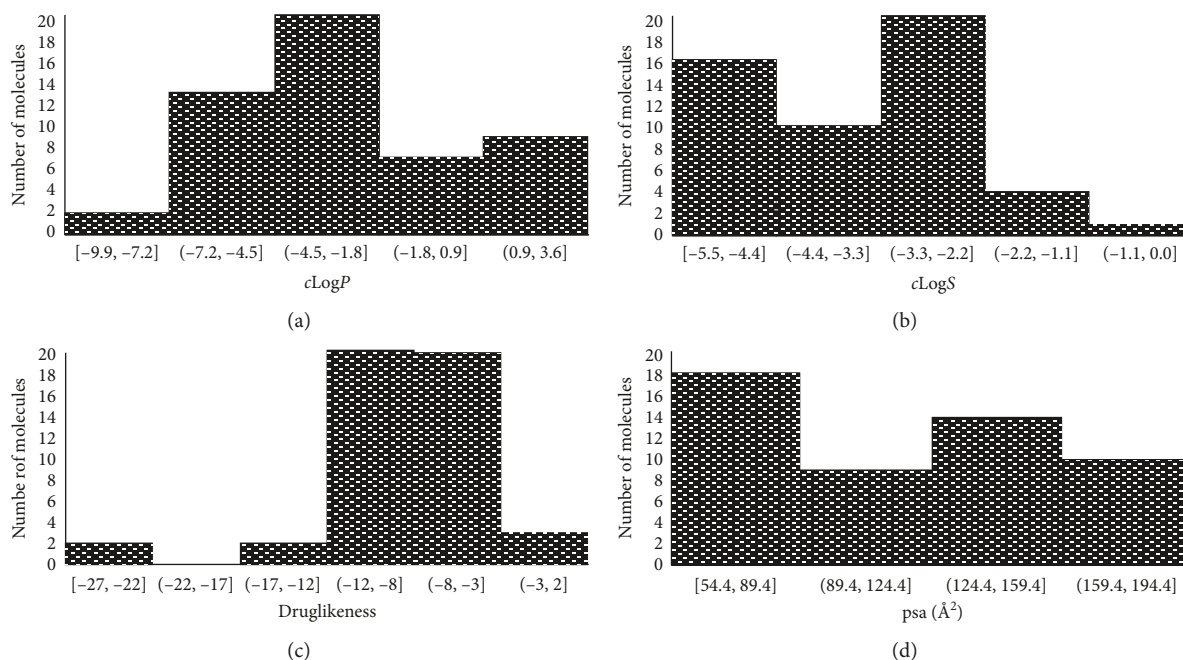 Number of molecules
20
18
16
14
12
10
8
6
4
2
0
[–9.9, –7.2] (–7.2, –4.5] (–4.5, –1.8] (–1.8, 0.9] (0.9, 3.6]
cLogP
(a)
Number of molecules
20
18
16
14
12
10
8
6
4
2
0
[–5.5, –4.4] (–4.4, –3.3] (–3.3, –2.2] (–2.2, –1.1] (–1.1, 0.0]
cLogS
(b)
Numbe rof molecules
20
18
16
14
12
10
8
6
4
2
0
[–27, –22] (–22, –17] (–17, –12] (–12, –8] (–8, –3] (–3, 2]
Druglikeness
(c)
Number of molecules
20
18
16
14
12
10
8
6
4
2
0
[54.4, 89.4] (89.4, 124.4] (124.4, 159.4] (159.4, 194.4]
psa (Å²)
(d)